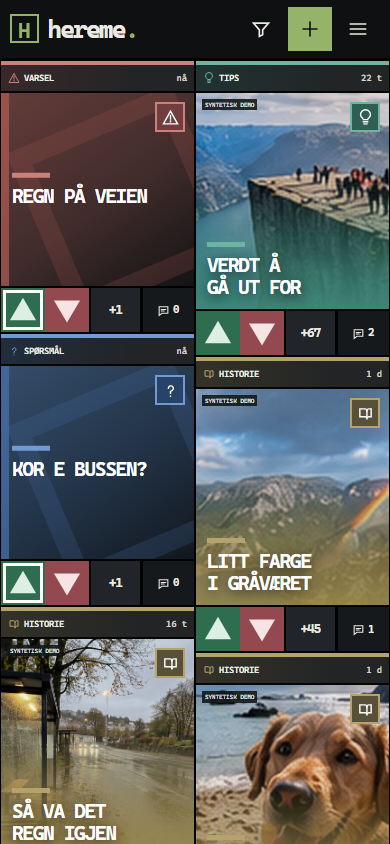 H hereme.
VARSEL nå
REGN PÅ VEIEN
+1 0
SPØRSMÅL nå
?
KOR E BUSSEN?
+1 0
HISTORIE 16 t
SYNTETISK DEMO
SÅ VA DET
REGN IGJEN
TIPS 22 t
SYNTETISK DEMO
VERDT Å
GÅ UT FOR
+67 2
HISTORIE 1 d
SYNTETISK DEMO
LITT FARGE
I GRÅVÆRET
+45 1
HISTORIE 1 d
SYNTETISK DEMO